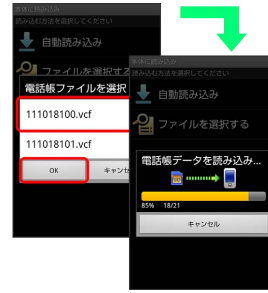 本体に読み込み
読み込む方法を選択してください
自動読み込み
ファイルを選択する
電話帳ファイルを選択
111018100.vcf
111018101.vcf
OK
キャンセ
本体に読み込み
読み込む方法を選択してください
自動読み込み
ファイルを選択する
電話帳データを読み込み...
85% 18/21
キャンセル